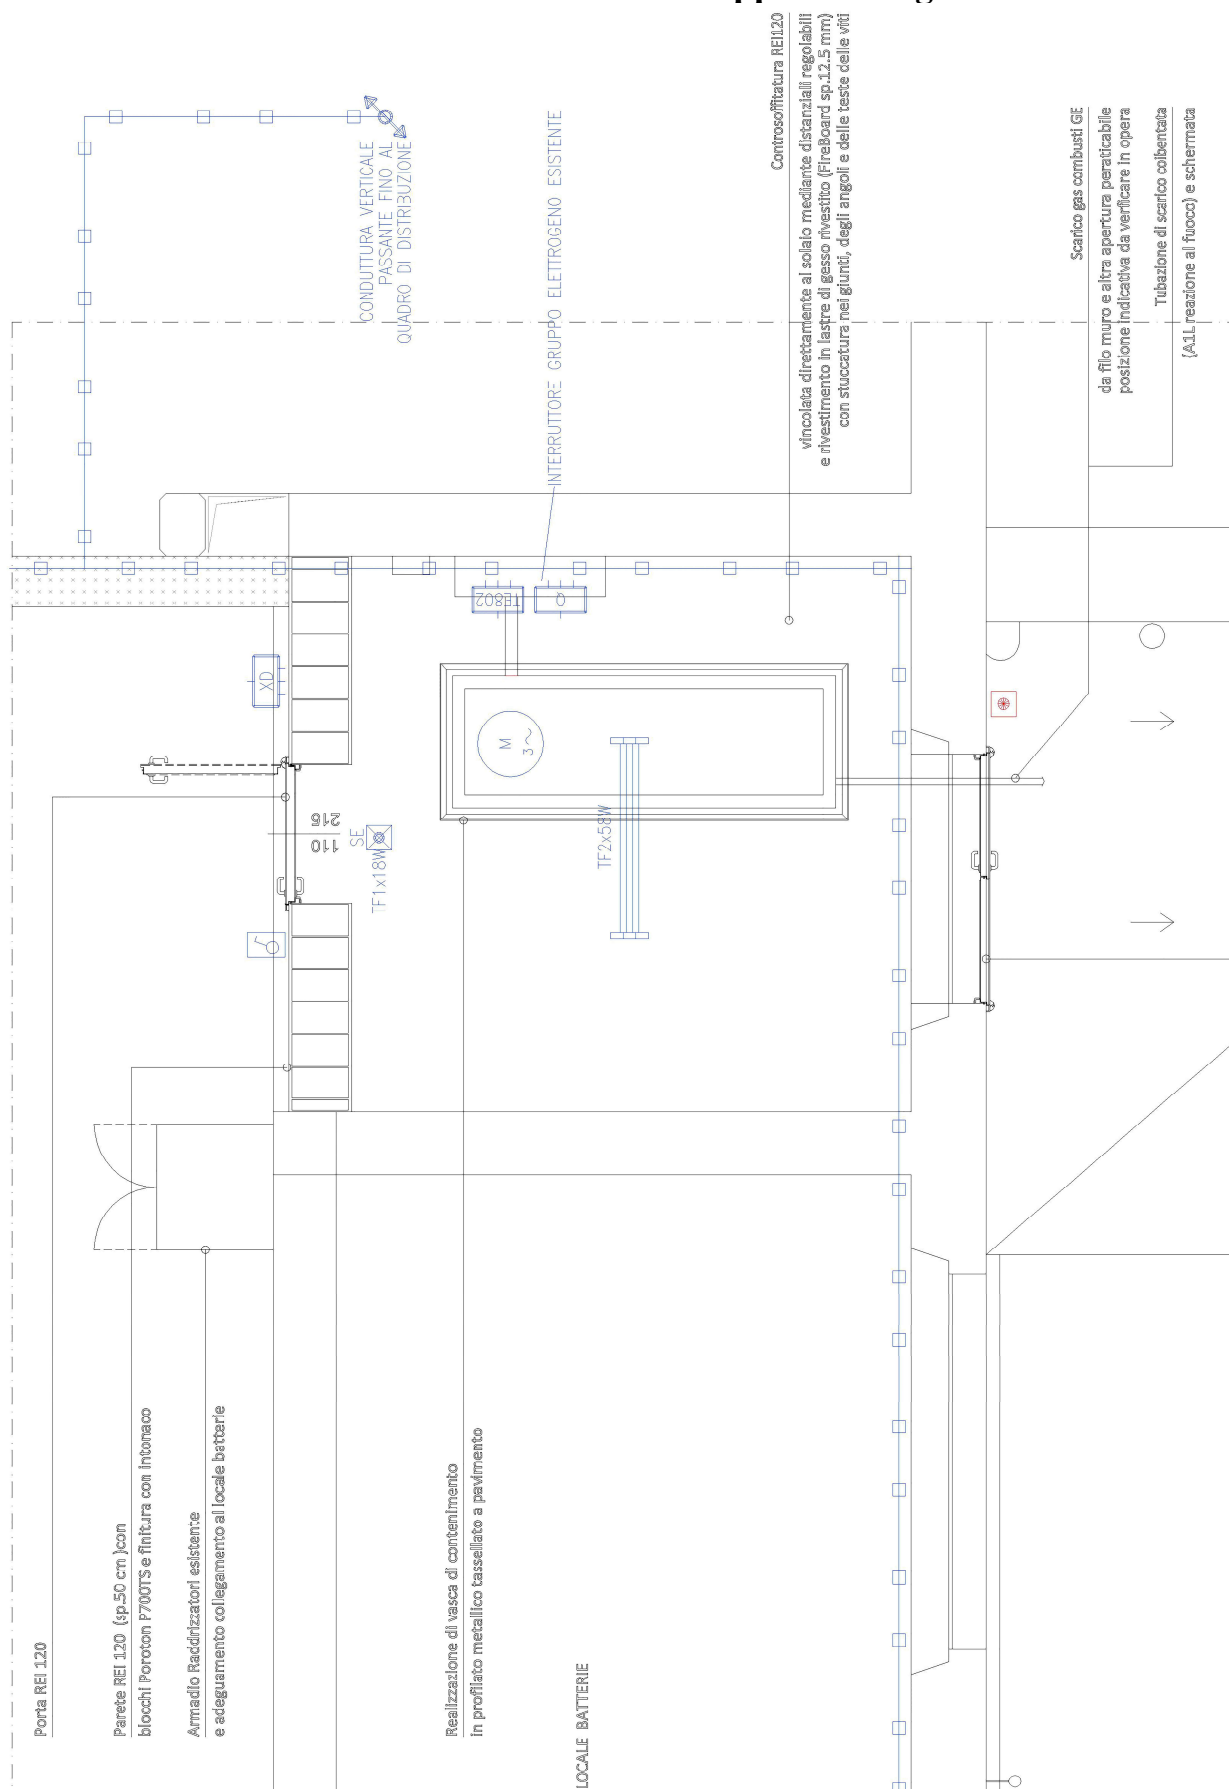 Controsoffitatura REI120
vincolata direttamente al solaio mediante distanziali regolabili
e rivestimento in lastre di gesso rivestito (FireBoard sp.12.5 mm)
con stuccatura nei giunti, degli angoli e delle teste delle viti
Scarico gas combusti GE
da filo muro e altra apertura peraticabile
posizione indicativa da verficare in opera
Tubazione di scarico coibentata
(A1L reazione al fuoco) e schermata
CONDUTTURA VERTICALE
PASSANTE FINO AL
QUADRO DI DISTRIBUZIONE
INTERRUTTORE GRUPPO ELETTROGENO ESISTENTE
TE802
Q
XD
M
3~
215
110
SE
TF1x18W
TF2x58W
Porta REI 120
Parete REI 120 (sp.50 cm )con
blocchi Poroton P700TS e finitura con intonaco
Armadio Raddrizzatori esistente
e adeguamento collegamento al locale batterie
Realizzazione di vasca di contenimento
in profilato metallico tassellato a pavimento
LOCALE BATTERIE